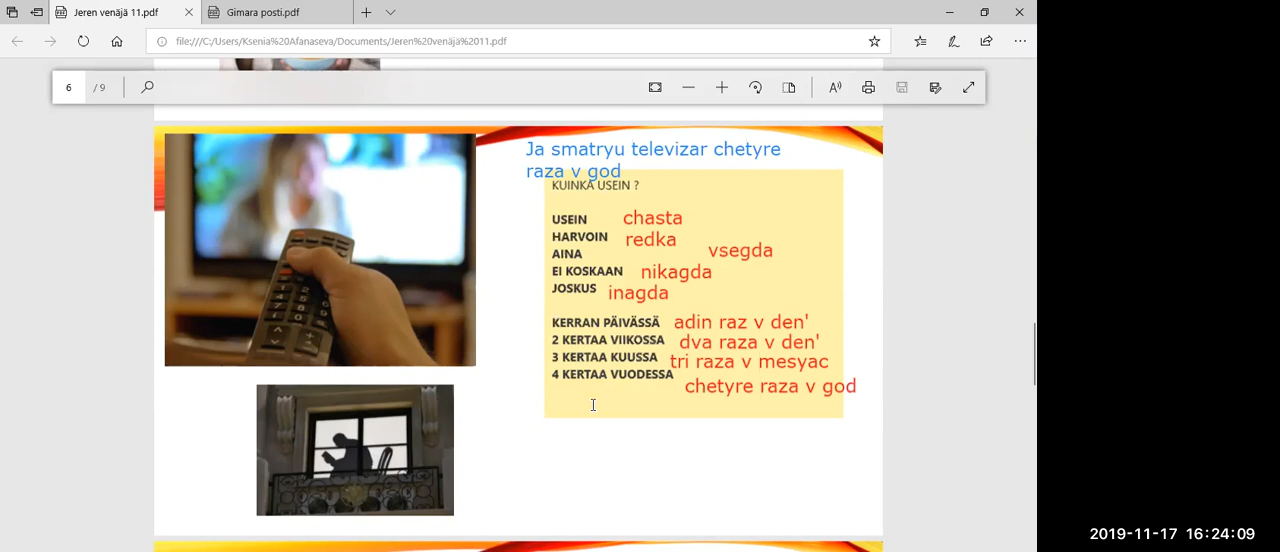 Jeren venäjä 11.pdf
Gimara posti.pdf
file:///C:/Users/Ksenia%20Afanaseva/Documents/Jeren%20venäjä%2011.pdf
6 / 9
Ja smatryu televizar chetyre
raza v god
KUINKA USEIN ?
USEIN chasta
HARVOIN redka
AINA vsegda
EI KOSKAAN nikagda
JOSKUS inagda
KERRAN PÄIVÄSSÄ adin raz v den'
2 KERTAA VIIKOSSA dva raza v den'
3 KERTAA KUUSSA tri raza v mesyac
4 KERTAA VUODESSA chetyre raza v god
2019-11-17 16:24:09